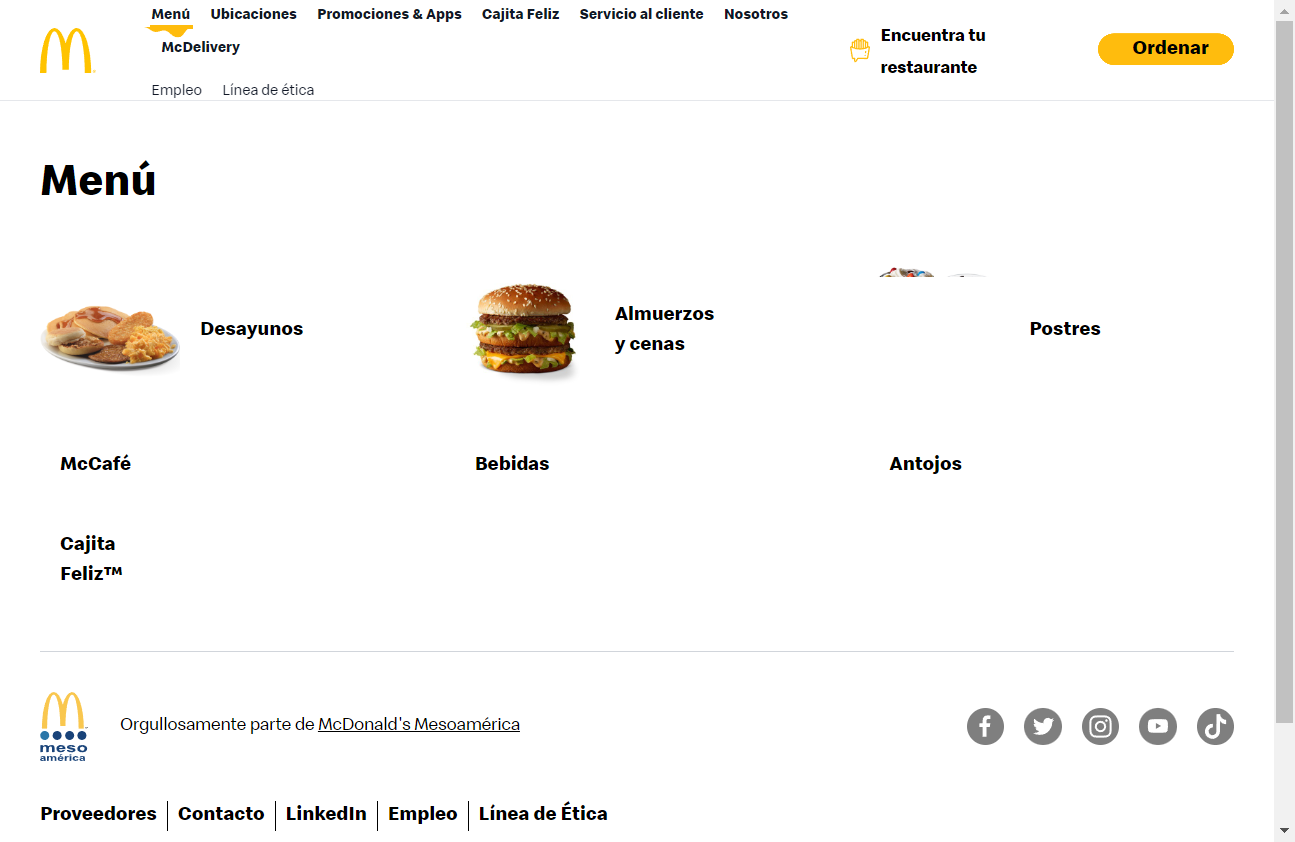 Menú Ubicaciones Promociones & Apps Cajita Feliz Servicio al cliente Nosotros
McDelivery
Empleo Línea de ética
Encuentra tu
restaurante
Ordenar
Menú
Desayunos
Almuerzos
y cenas
Postres
McCafé
Bebidas
Antojos
Cajita
Feliz™
meso
américa
Orgullosamente parte de McDonald's Mesoamérica
Proveedores Contacto LinkedIn Empleo Línea de Ética